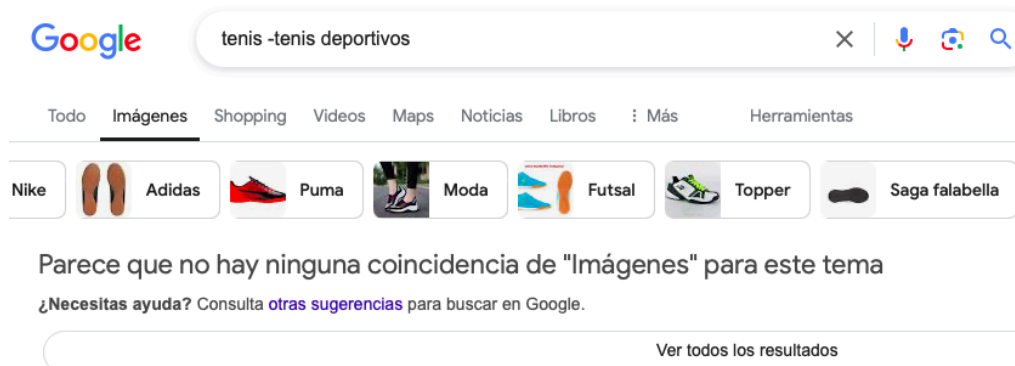 Google
tenis -tenis deportivos
Todo Imágenes Shopping Videos Maps Noticias Libros Más Herramientas
Nike Adidas Puma Moda Futsal Topper Saga falabella
Parece que no hay ninguna coincidencia de "Imágenes" para este tema
¿Necesitas ayuda? Consulta otras sugerencias para buscar en Google.
Ver todos los resultados